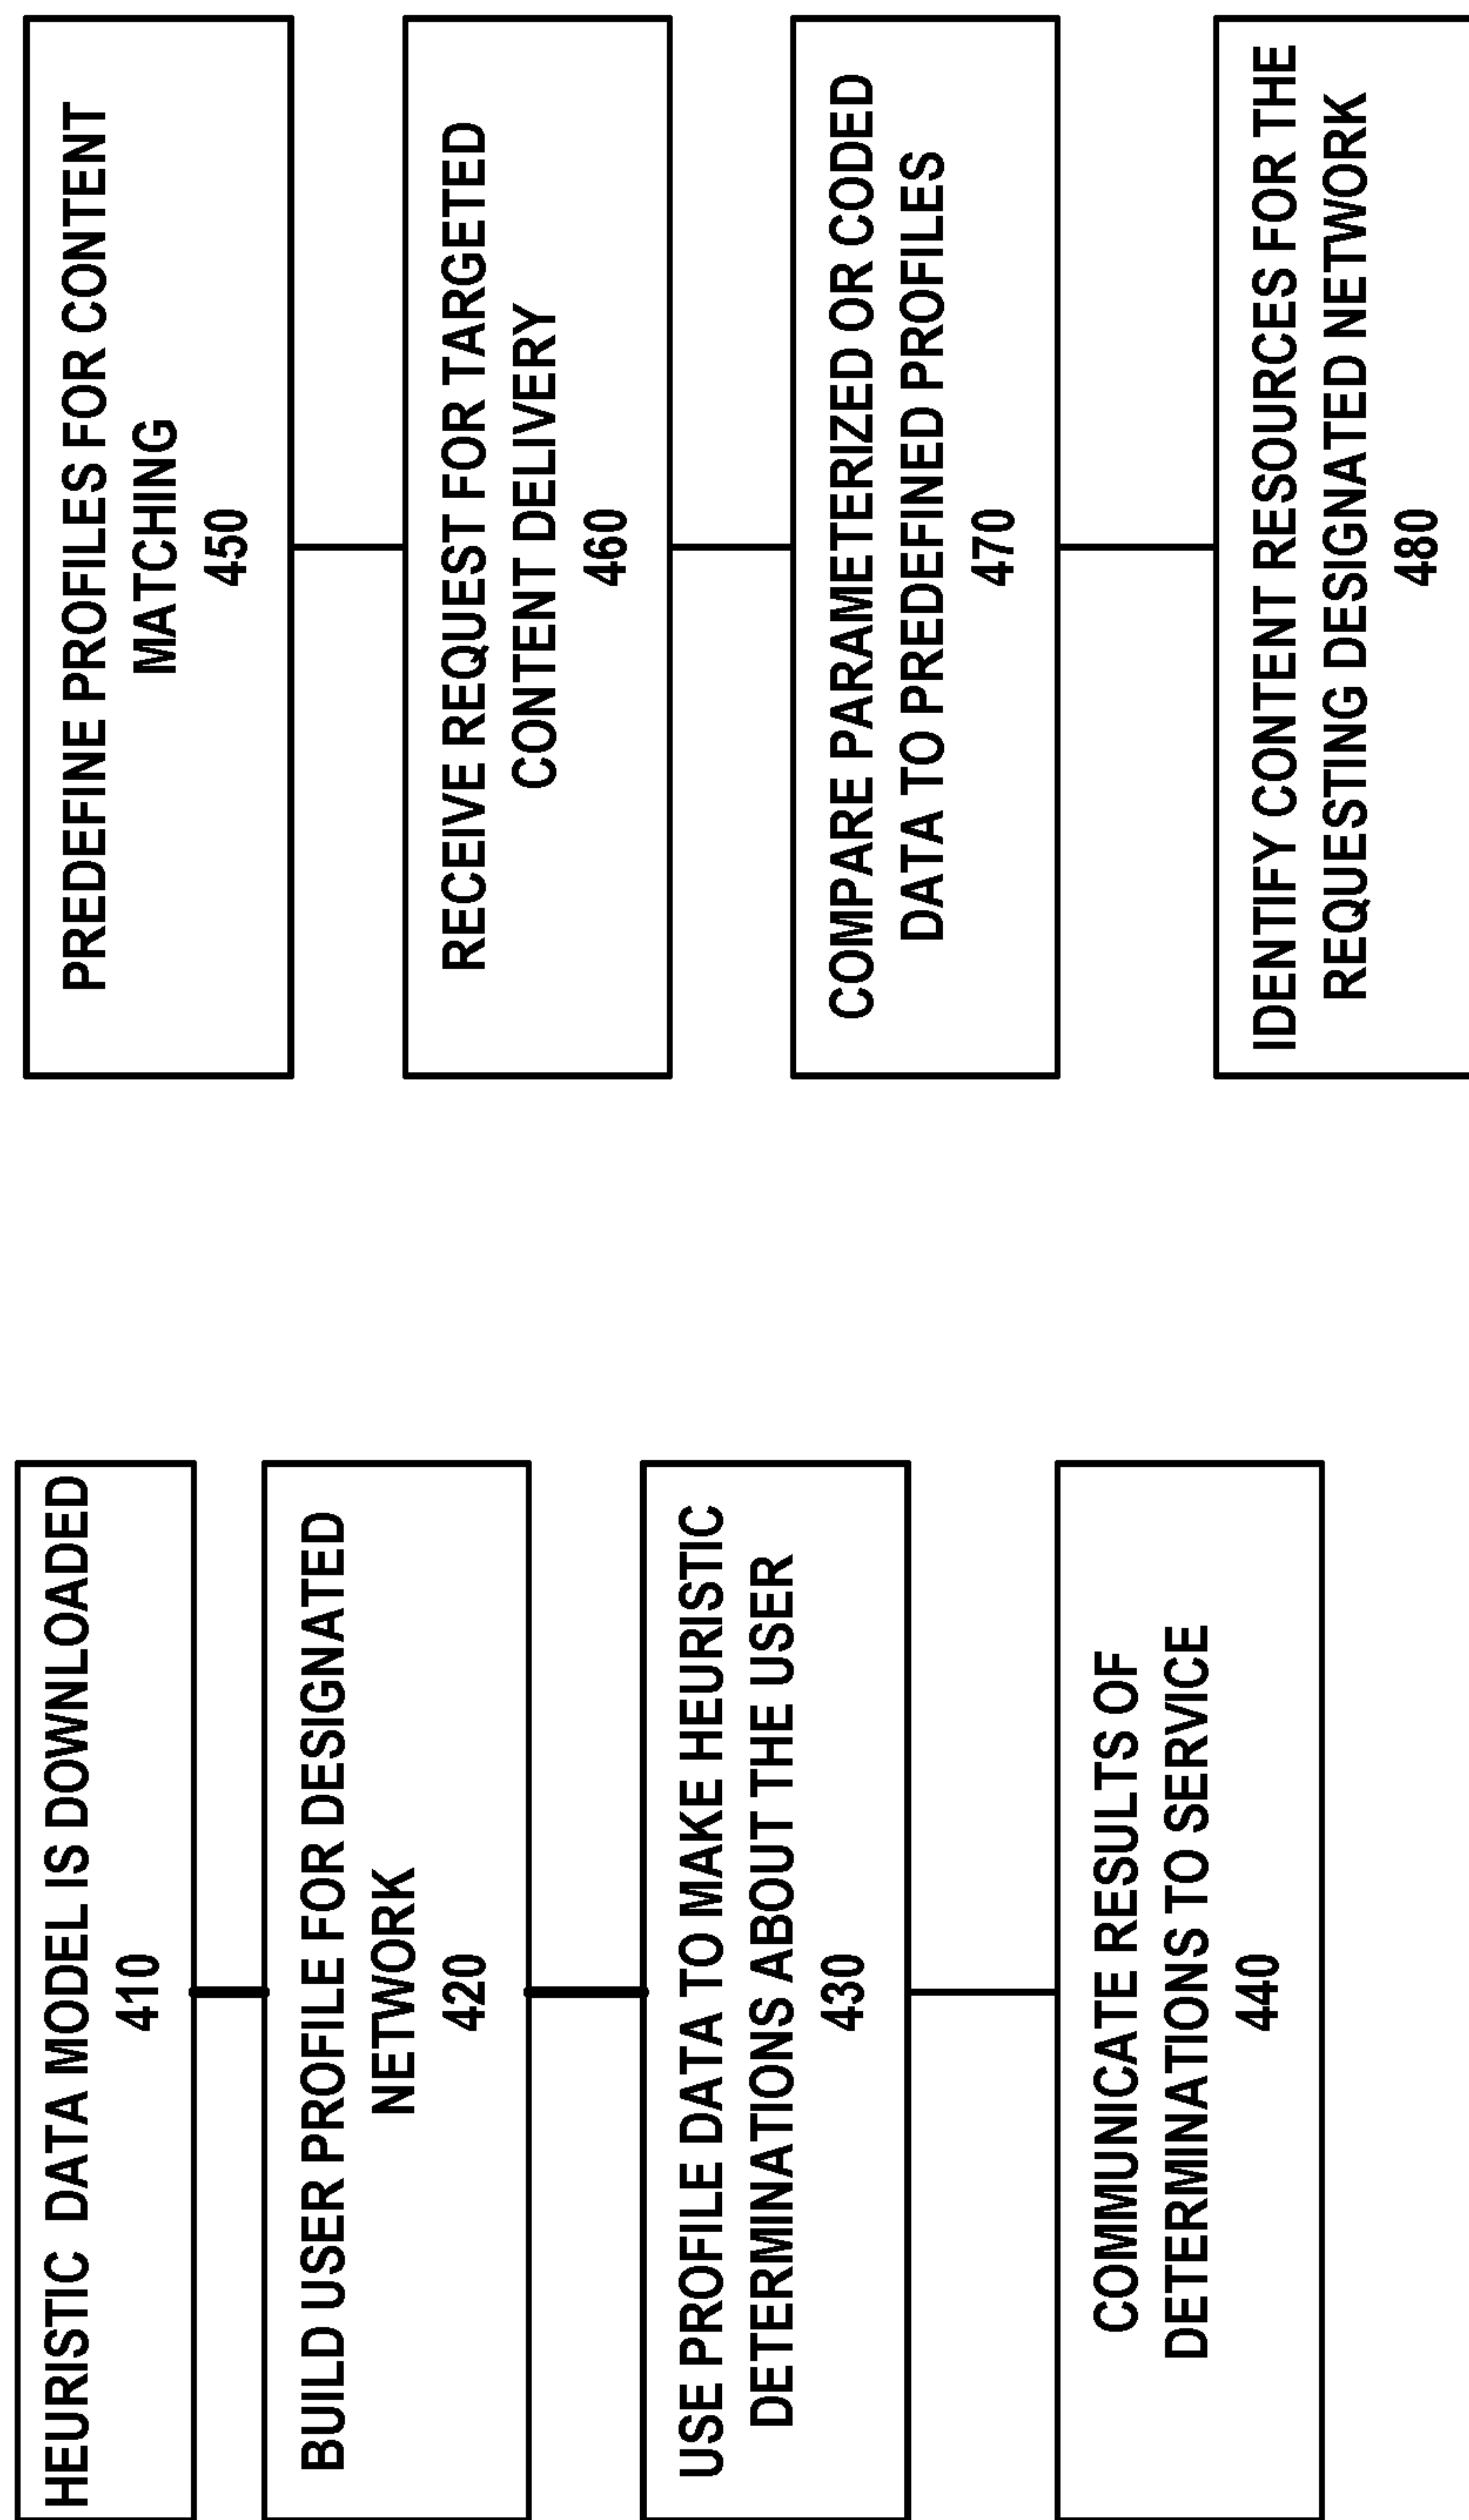 HEURISTIC DATA MODEL IS DOWNLOADED
410
BUILD USER PROFILE FOR DESIGNATED
NETWORK
420
USE PROFILE DATA TO MAKE HEURISTIC
DETERMINATIONS ABOUT THE USER
430
COMMUNICATE RESULTS OF
DETERMINATIONS TO SERVICE
440
PREDEFINE PROFILES FOR CONTENT
MATCHING
450
RECEIVE REQUEST FOR TARGETED
CONTENT DELIVERY
460
COMPARE PARAMETERIZED OR CODED
DATA TO PREDEFINED PROFILES
470
IDENTIFY CONTENT RESOURCES FOR THE
REQUESTING DESIGNATED NETWORK
480